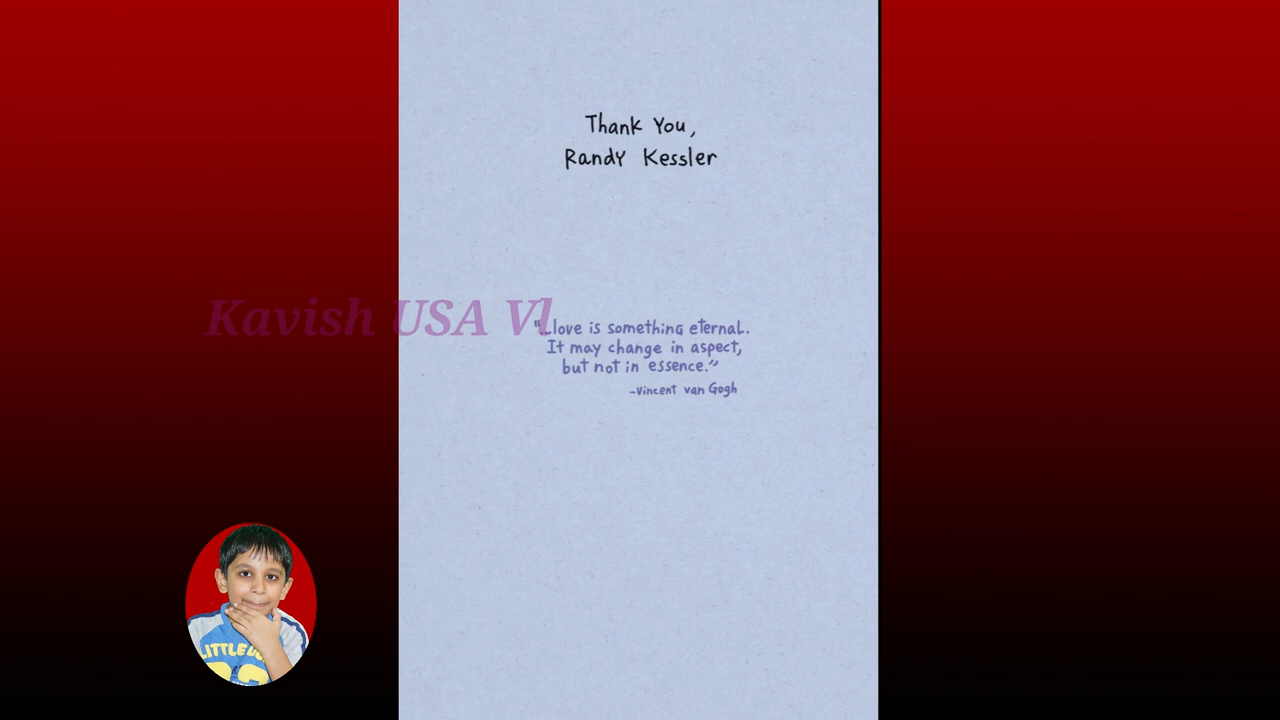 Thank You,
Randy Kessler
Kavish USA Vl
"...love is something eternal.
It may change in aspect,
but not in essence."
-Vincent van Gogh